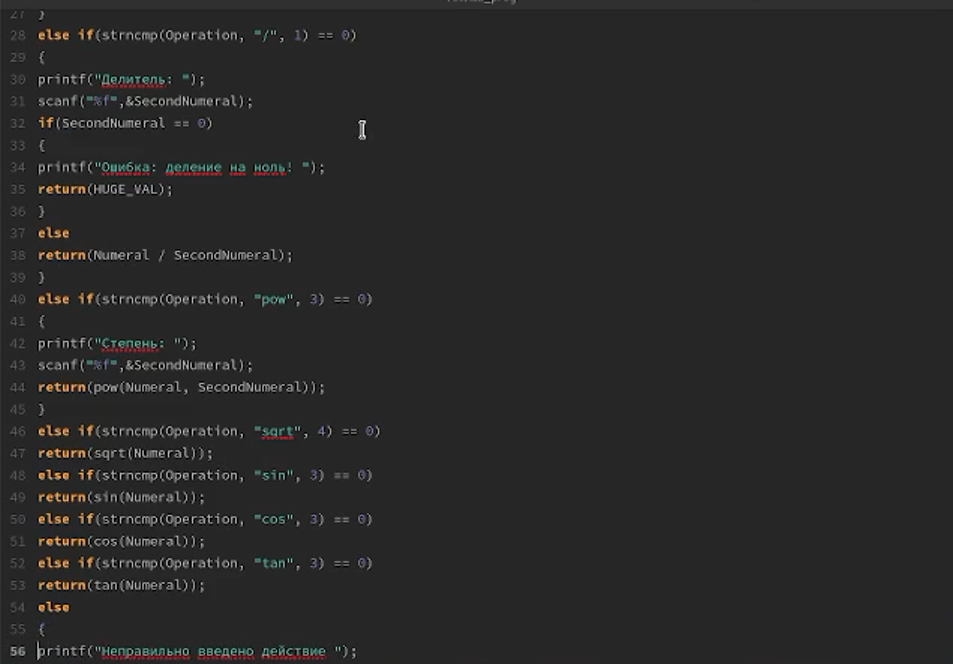 27 }
28 else if(strncmp(Operation, "/", 1) == 0)
29 {
30 printf("Делитель: ");
31 scanf("%f",&SecondNumeral);
32 if(SecondNumeral == 0)
33 {
34 printf("Ошибка: деление на ноль! ");
35 return(HUGE_VAL);
36 }
37 else
38 return(Numeral / SecondNumeral);
39 }
40 else if(strncmp(Operation, "pow", 3) == 0)
41 {
42 printf("Степень: ");
43 scanf("%f",&SecondNumeral);
44 return(pow(Numeral, SecondNumeral));
45 }
46 else if(strncmp(Operation, "sqrt", 4) == 0)
47 return(sqrt(Numeral));
48 else if(strncmp(Operation, "sin", 3) == 0)
49 return(sin(Numeral));
50 else if(strncmp(Operation, "cos", 3) == 0)
51 return(cos(Numeral));
52 else if(strncmp(Operation, "tan", 3) == 0)
53 return(tan(Numeral));
54 else
55 {
56 printf("Неправильно введено действие ");